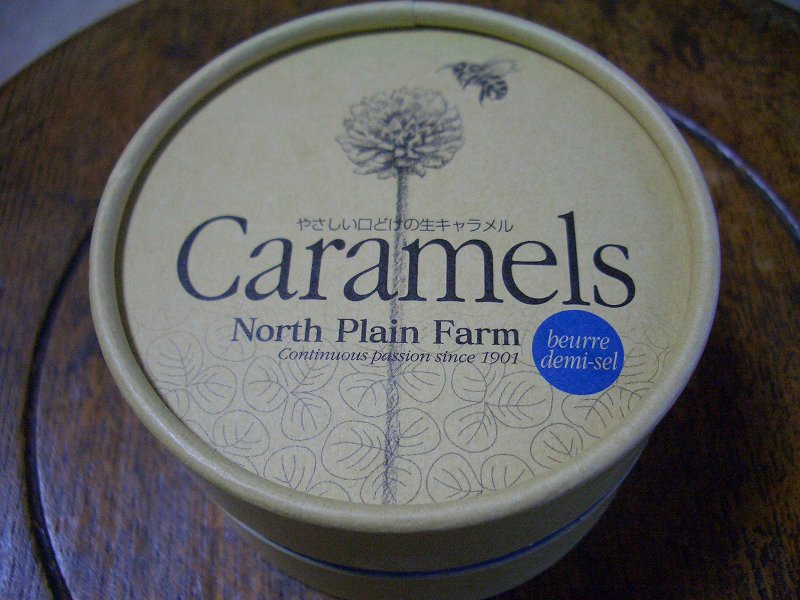 やさしい口どけの生キャラメル
Caramels
North Plain Farm
Continuous passion since 1901
beurre
demi-sel